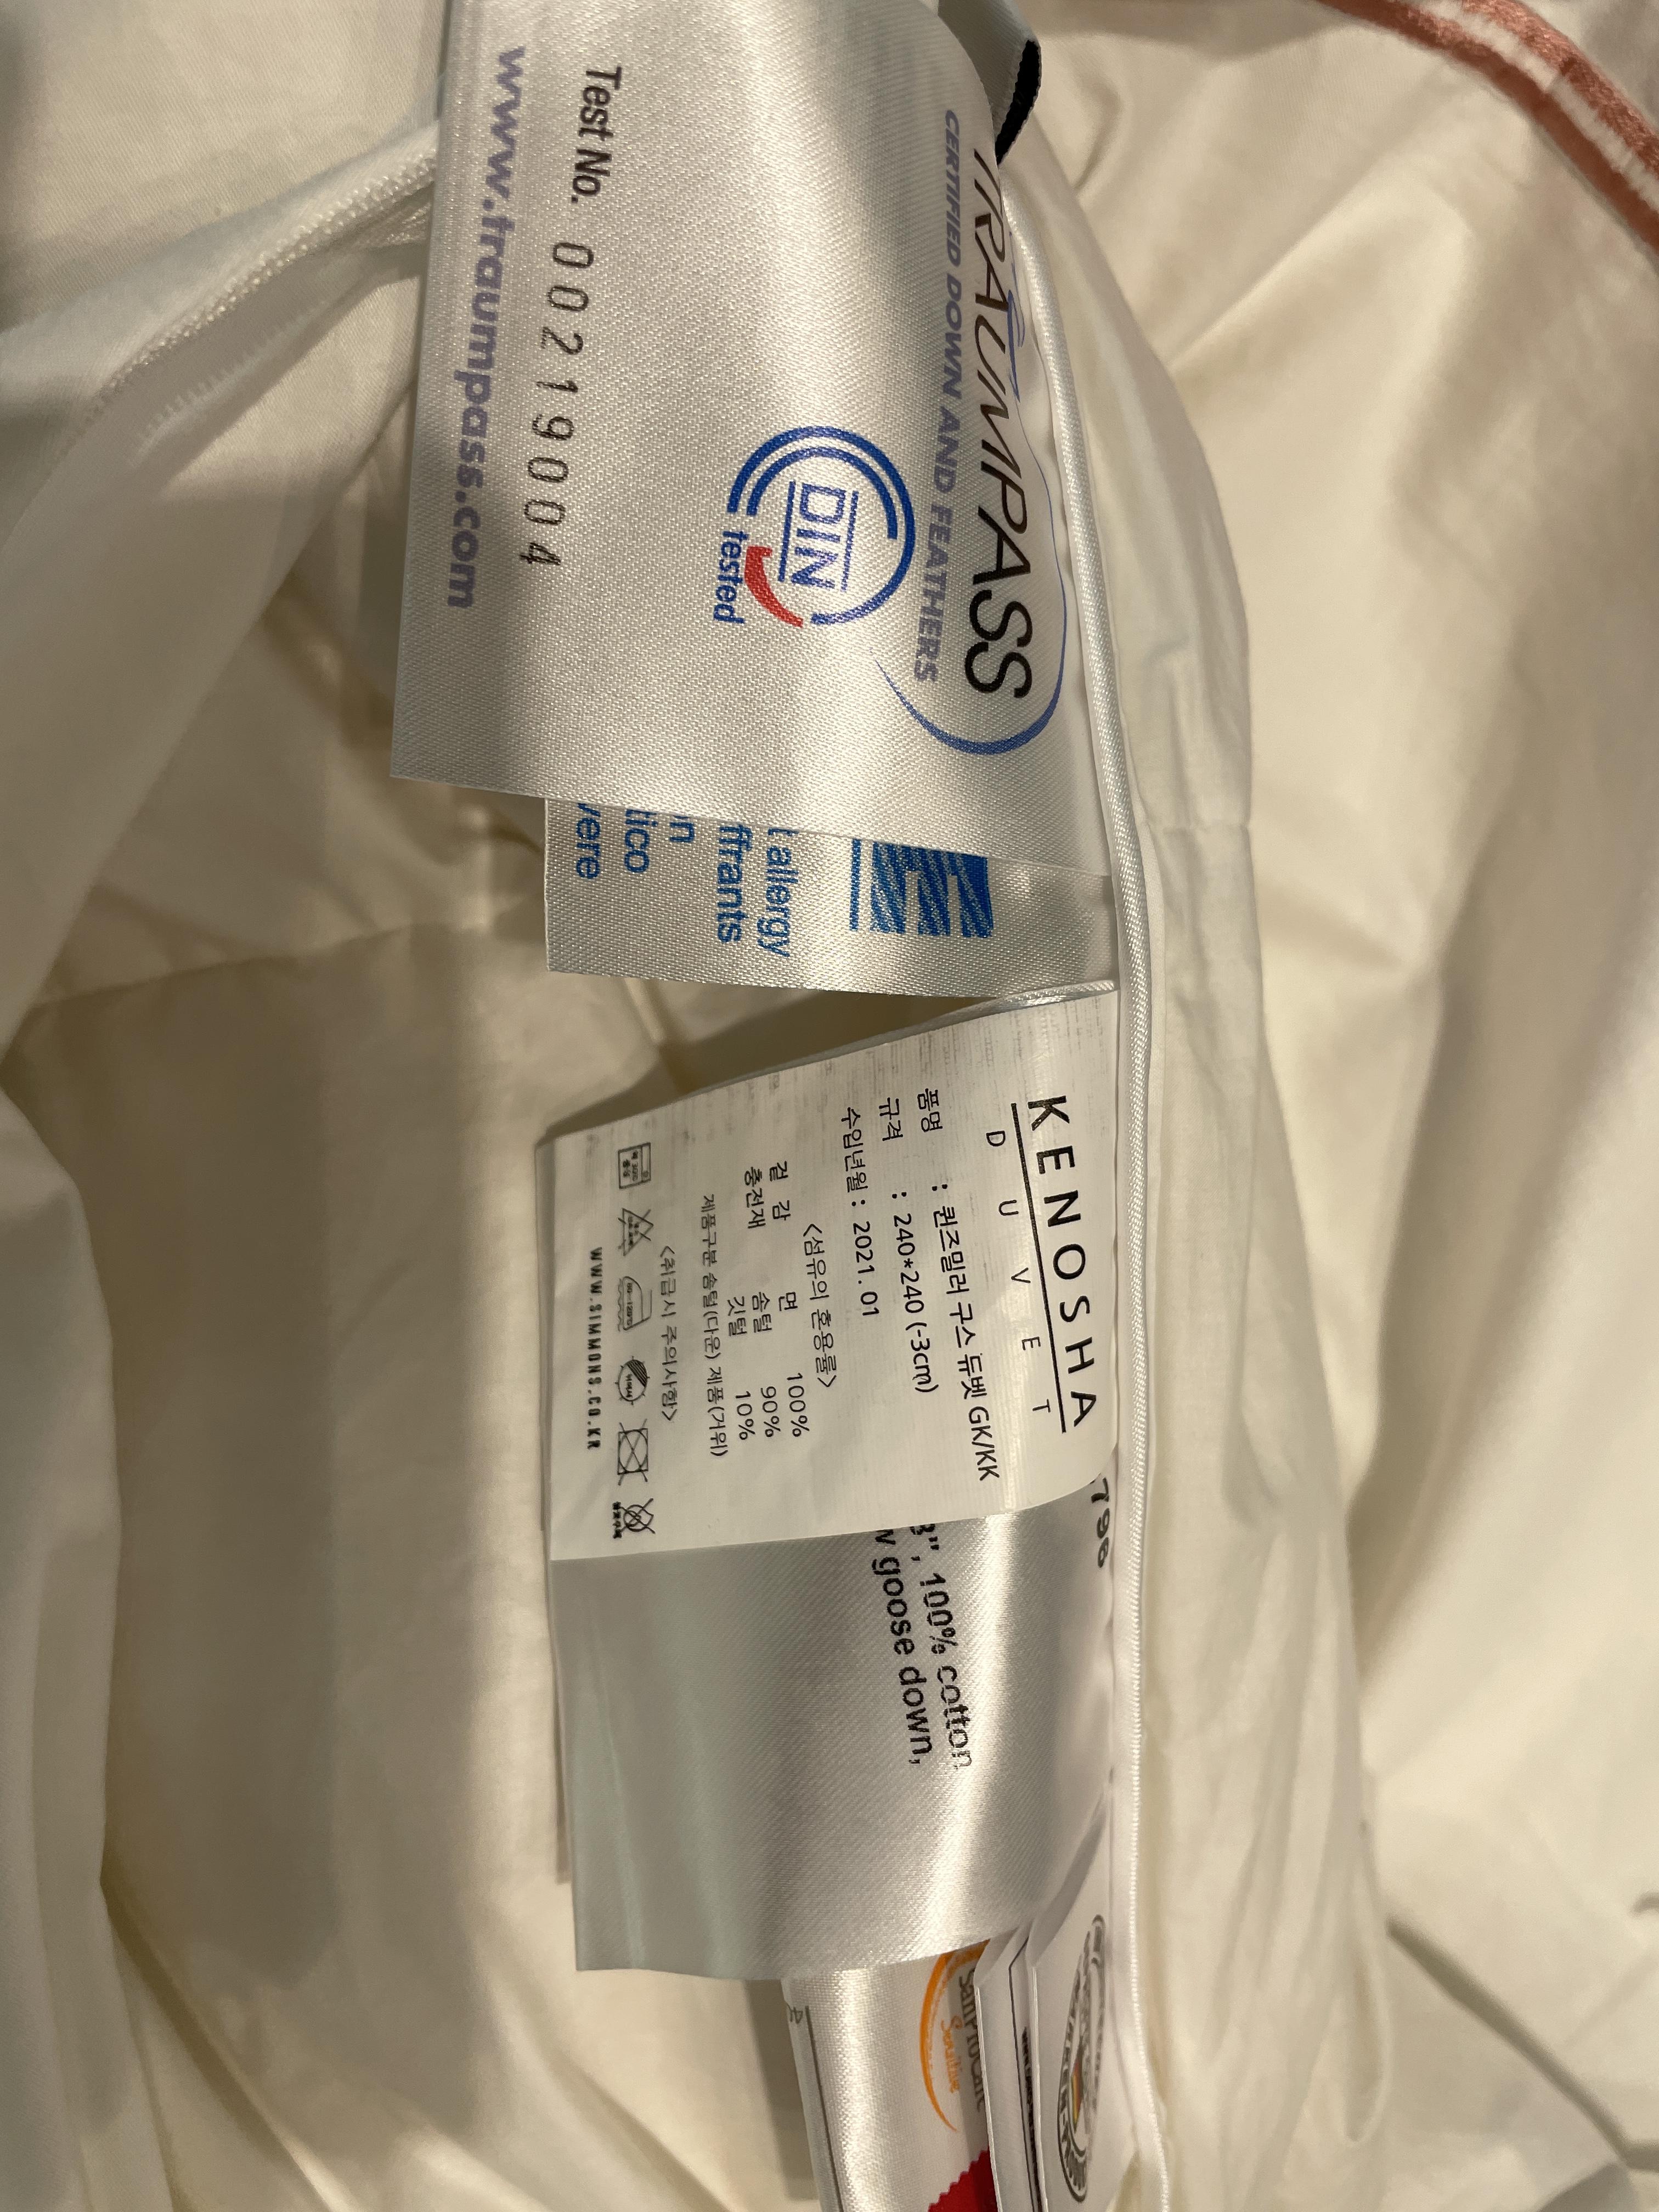 TRAUMPASS
CERTIFIED DOWN AND FEATHERS
DIN
tested
Test No. 00219004
www.traumpass.com
allergy
KENOSHA
DUVET
품명 : 퀸즈밀러 구스 듀벳 GK/KK
규격 : 240*240 (-3cm)
수입년월 : 2021. 01
<섬유의 혼용률>
겉감 면 100%
충전재 솜털 90%
깃털 10%
제품구분 솜털(다운) 제품(거위)
<취급시 주의사항>
WWW.SIMMONS.CO.KR
796
3", 100% cotton
goose down,
Sensitive